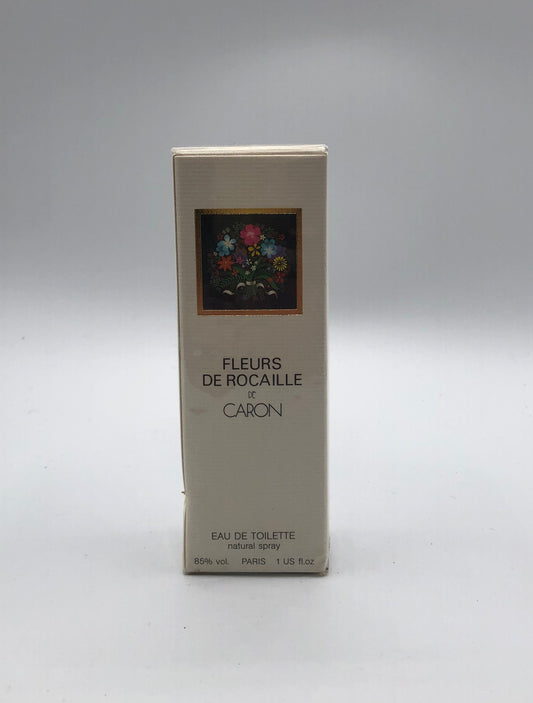 FLEURS
DE ROCAILLE
DE
CARON
EAU DE TOILETTE
natural spray
85% vol. PARIS 1 US fl.oz